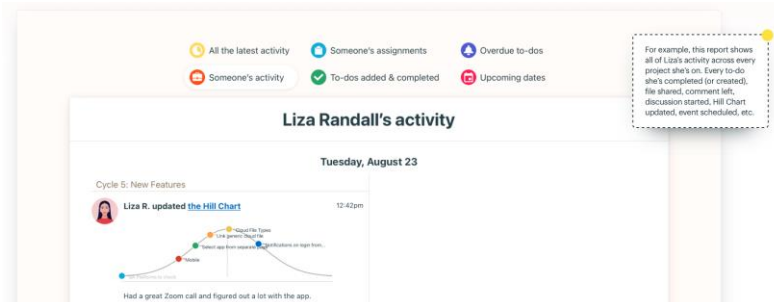 All the latest activity
Someone's assignments
Overdue to-dos
Someone's activity
To-dos added & completed
Upcoming dates
For example, this report shows
all of Liza's activity across every
project she's on. Every to-do
she's completed (or created),
file shared, comment left,
discussion started, Hill Chart
updated, event scheduled, etc.
Liza Randall's activity
Tuesday, August 23
Cycle 5: New Features
Liza R. updated the Hill Chart
12:42pm
Cloud File Types
Link generic cloud file
Select app from separate page
Notifications on login from...
Mobile
Had a great Zoom call and figured out a lot with the app.